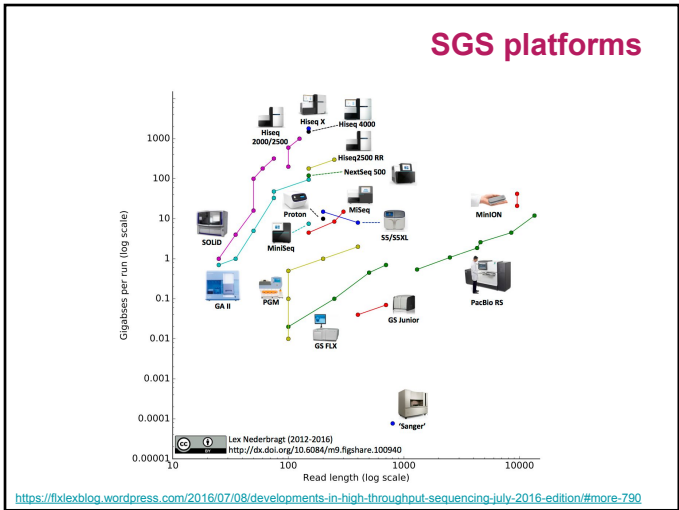 SGS platforms
Hiseq X
Hiseq 4000
Hiseq
2000/2500
Hiseq2500 RR
NextSeq 500
Proton
MiSeq
MinION
SOLiD
MiniSeq
S5/S5XL
GA II
PGM
PacBio RS
GS Junior
GS FLX
'Sanger'
Gigabses per run (log scale)
1000
100
10
1
0.1
0.01
0.001
0.0001
0.00001
cc
BY
Lex Nederbragt (2012-2016)
http://dx.doi.org/10.6084/m9.figshare.100940
10
100
1000
10000
Read length (log scale)
https://flxlexblog.wordpress.com/2016/07/08/developments-in-high-throughput-sequencing-july-2016-edition/#more-790